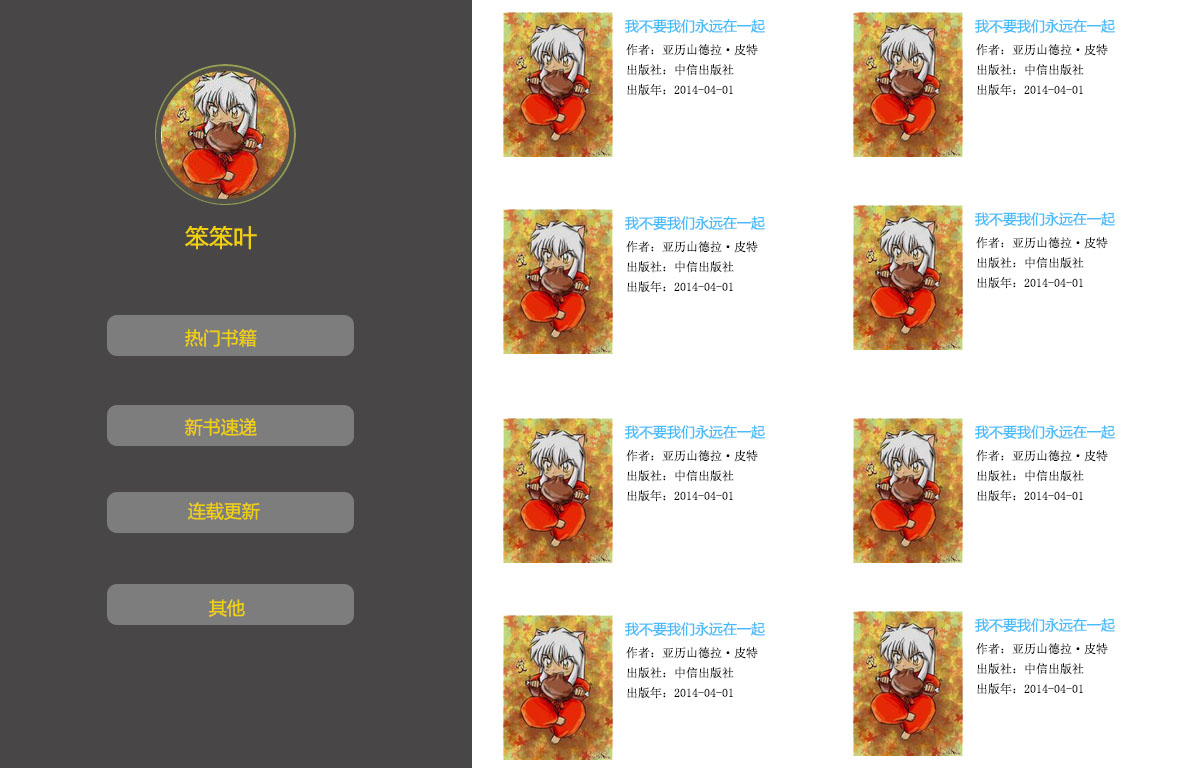 笨笨叶
热门书籍
新书速递
连载更新
其他
我不要我们永远在一起
作者：亚历山德拉·皮特
出版社：中信出版社
出版年：2014-04-01
我不要我们永远在一起
作者：亚历山德拉·皮特
出版社：中信出版社
出版年：2014-04-01
我不要我们永远在一起
作者：亚历山德拉·皮特
出版社：中信出版社
出版年：2014-04-01
我不要我们永远在一起
作者：亚历山德拉·皮特
出版社：中信出版社
出版年：2014-04-01
我不要我们永远在一起
作者：亚历山德拉·皮特
出版社：中信出版社
出版年：2014-04-01
我不要我们永远在一起
作者：亚历山德拉·皮特
出版社：中信出版社
出版年：2014-04-01
我不要我们永远在一起
作者：亚历山德拉·皮特
出版社：中信出版社
出版年：2014-04-01
我不要我们永远在一起
作者：亚历山德拉·皮特
出版社：中信出版社
出版年：2014-04-01